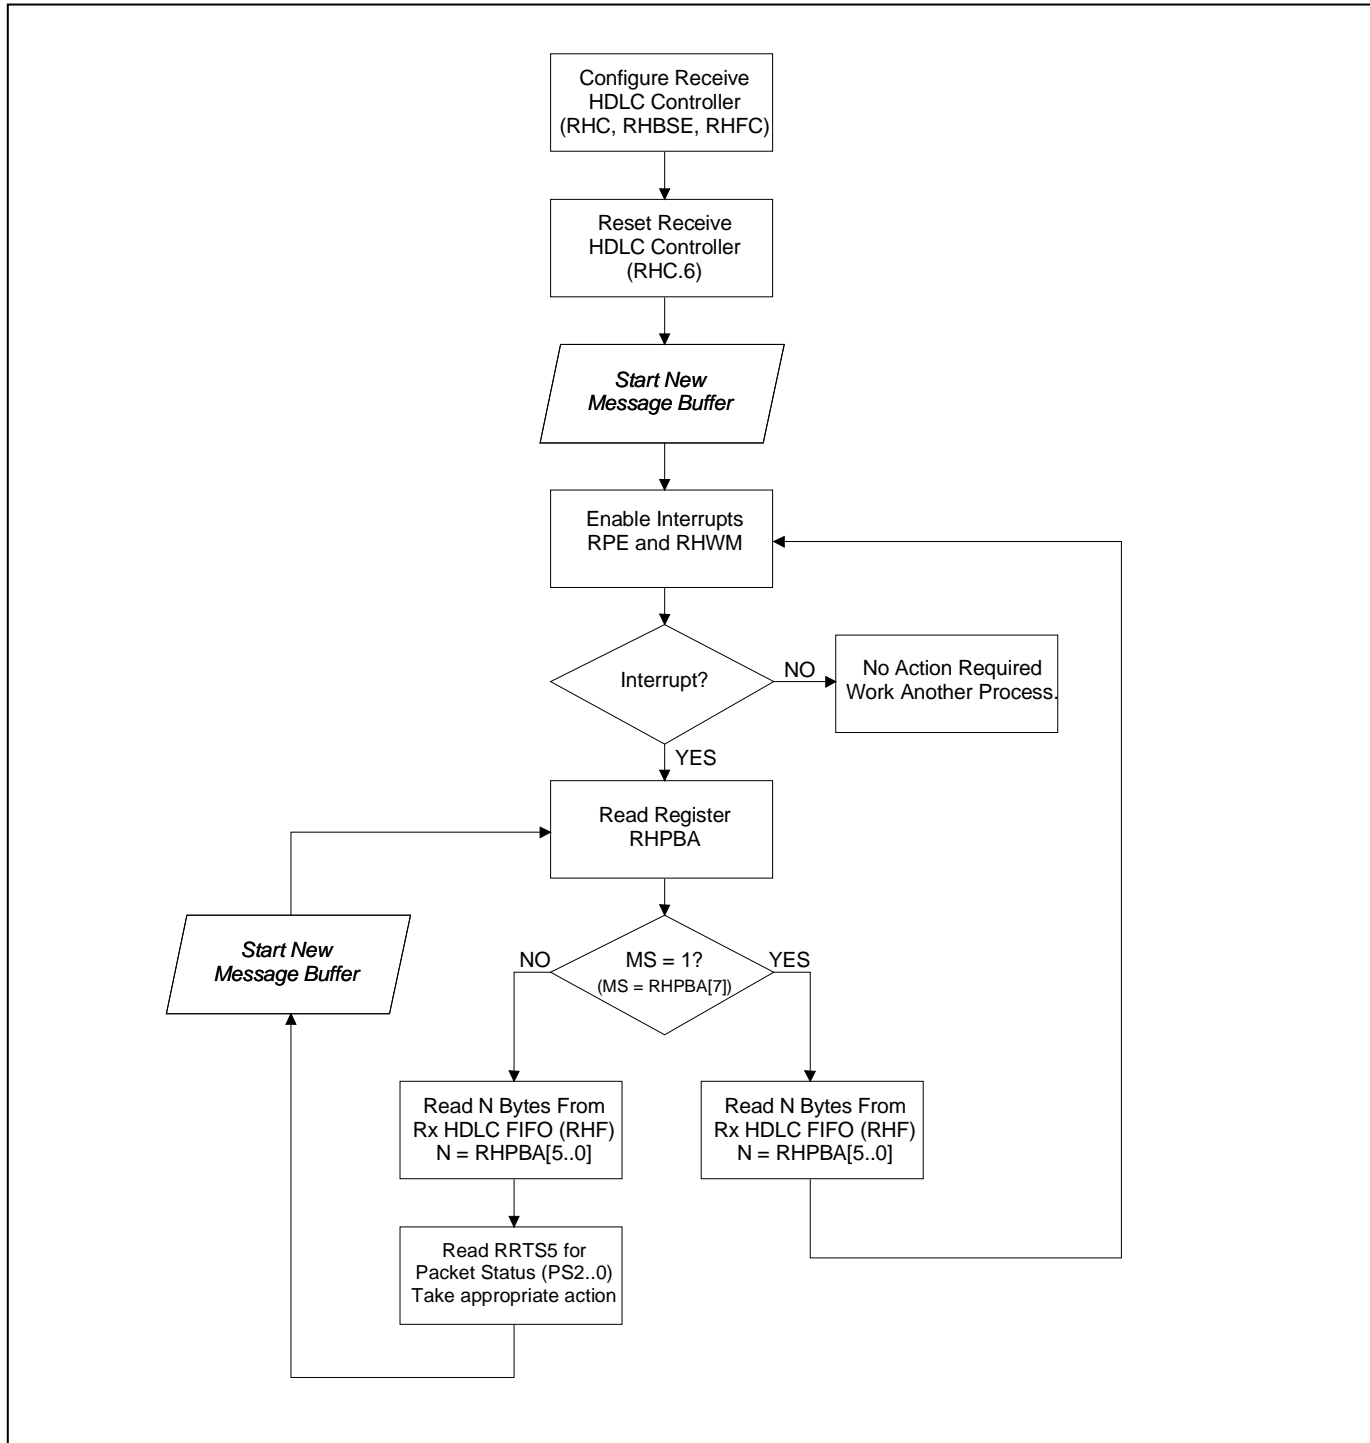 Configure Receive
HDLC Controller
(RHC, RHBSE, RHFC)
Reset Receive
HDLC Controller
(RHC.6)
Start New
Message Buffer
Enable Interrupts
RPE and RHWM
Interrupt?
NO
No Action Required
Work Another Process.
YES
Read Register
RHPBA
Start New
Message Buffer
NO
MS = 1?
(MS = RHPBA[7])
YES
Read N Bytes From
Rx HDLC FIFO (RHF)
N = RHPBA[5..0]
Read N Bytes From
Rx HDLC FIFO (RHF)
N = RHPBA[5..0]
Read RRTS5 for
Packet Status (PS2..0)
Take appropriate action